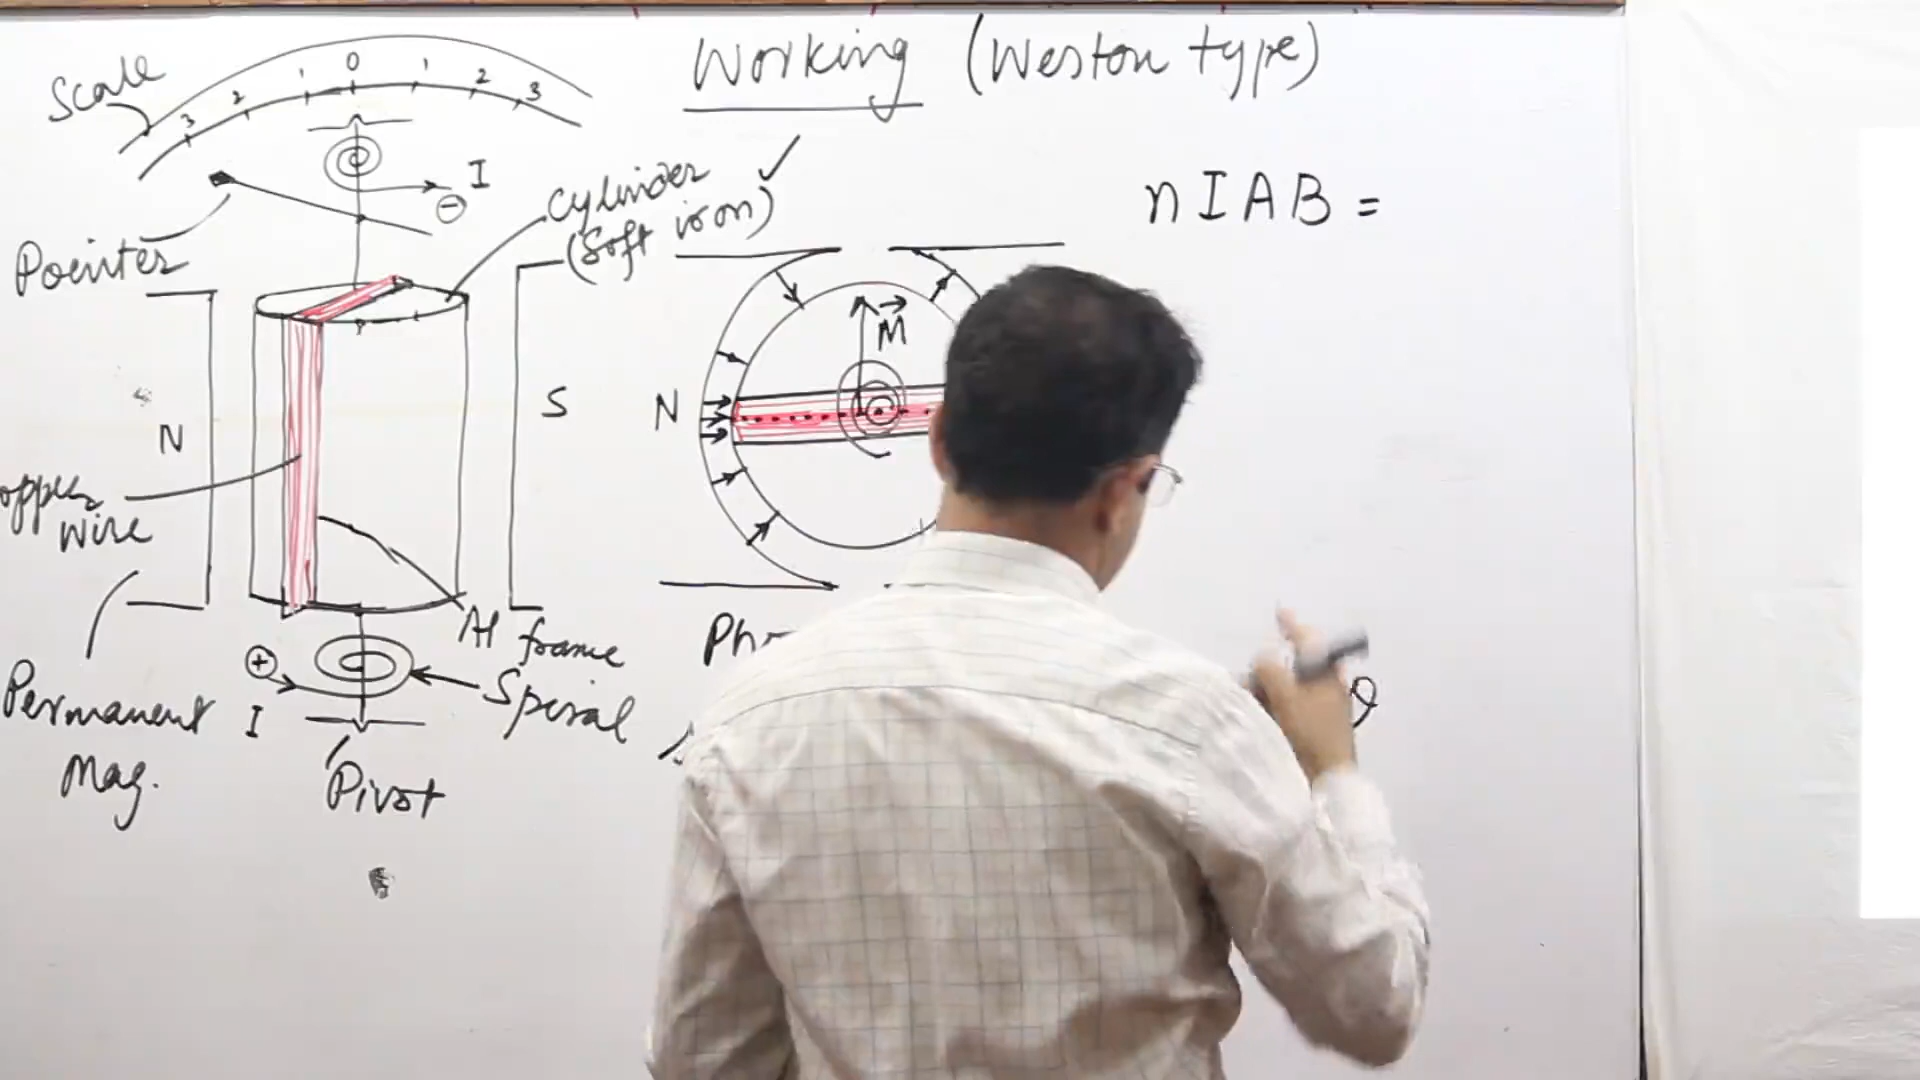 Working (Weston type)
Scale
3 2 1 0 1 2 3
I
⊖
Pointer
Cylinder
(Soft iron)
nIAB =
M
N
S
N
opper
wire
Al frame
⊕
I
Spiral
Permanent
Mag.
Pivot